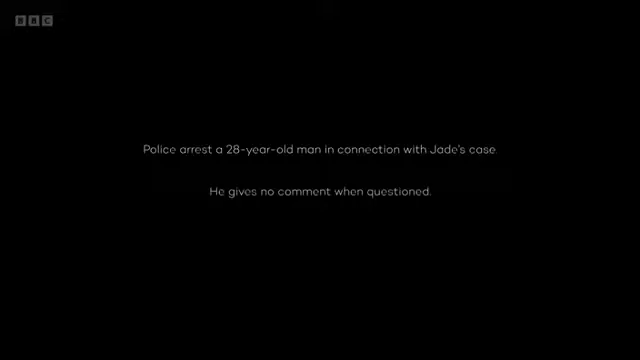 BBC
Police arrest a 28-year-old man in connection with Jade's case.
He gives no comment when questioned.